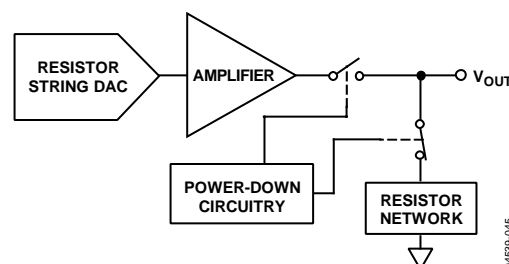 RESISTOR
STRING DAC
AMPLIFIER
VOUT
POWER-DOWN
CIRCUITRY
RESISTOR
NETWORK